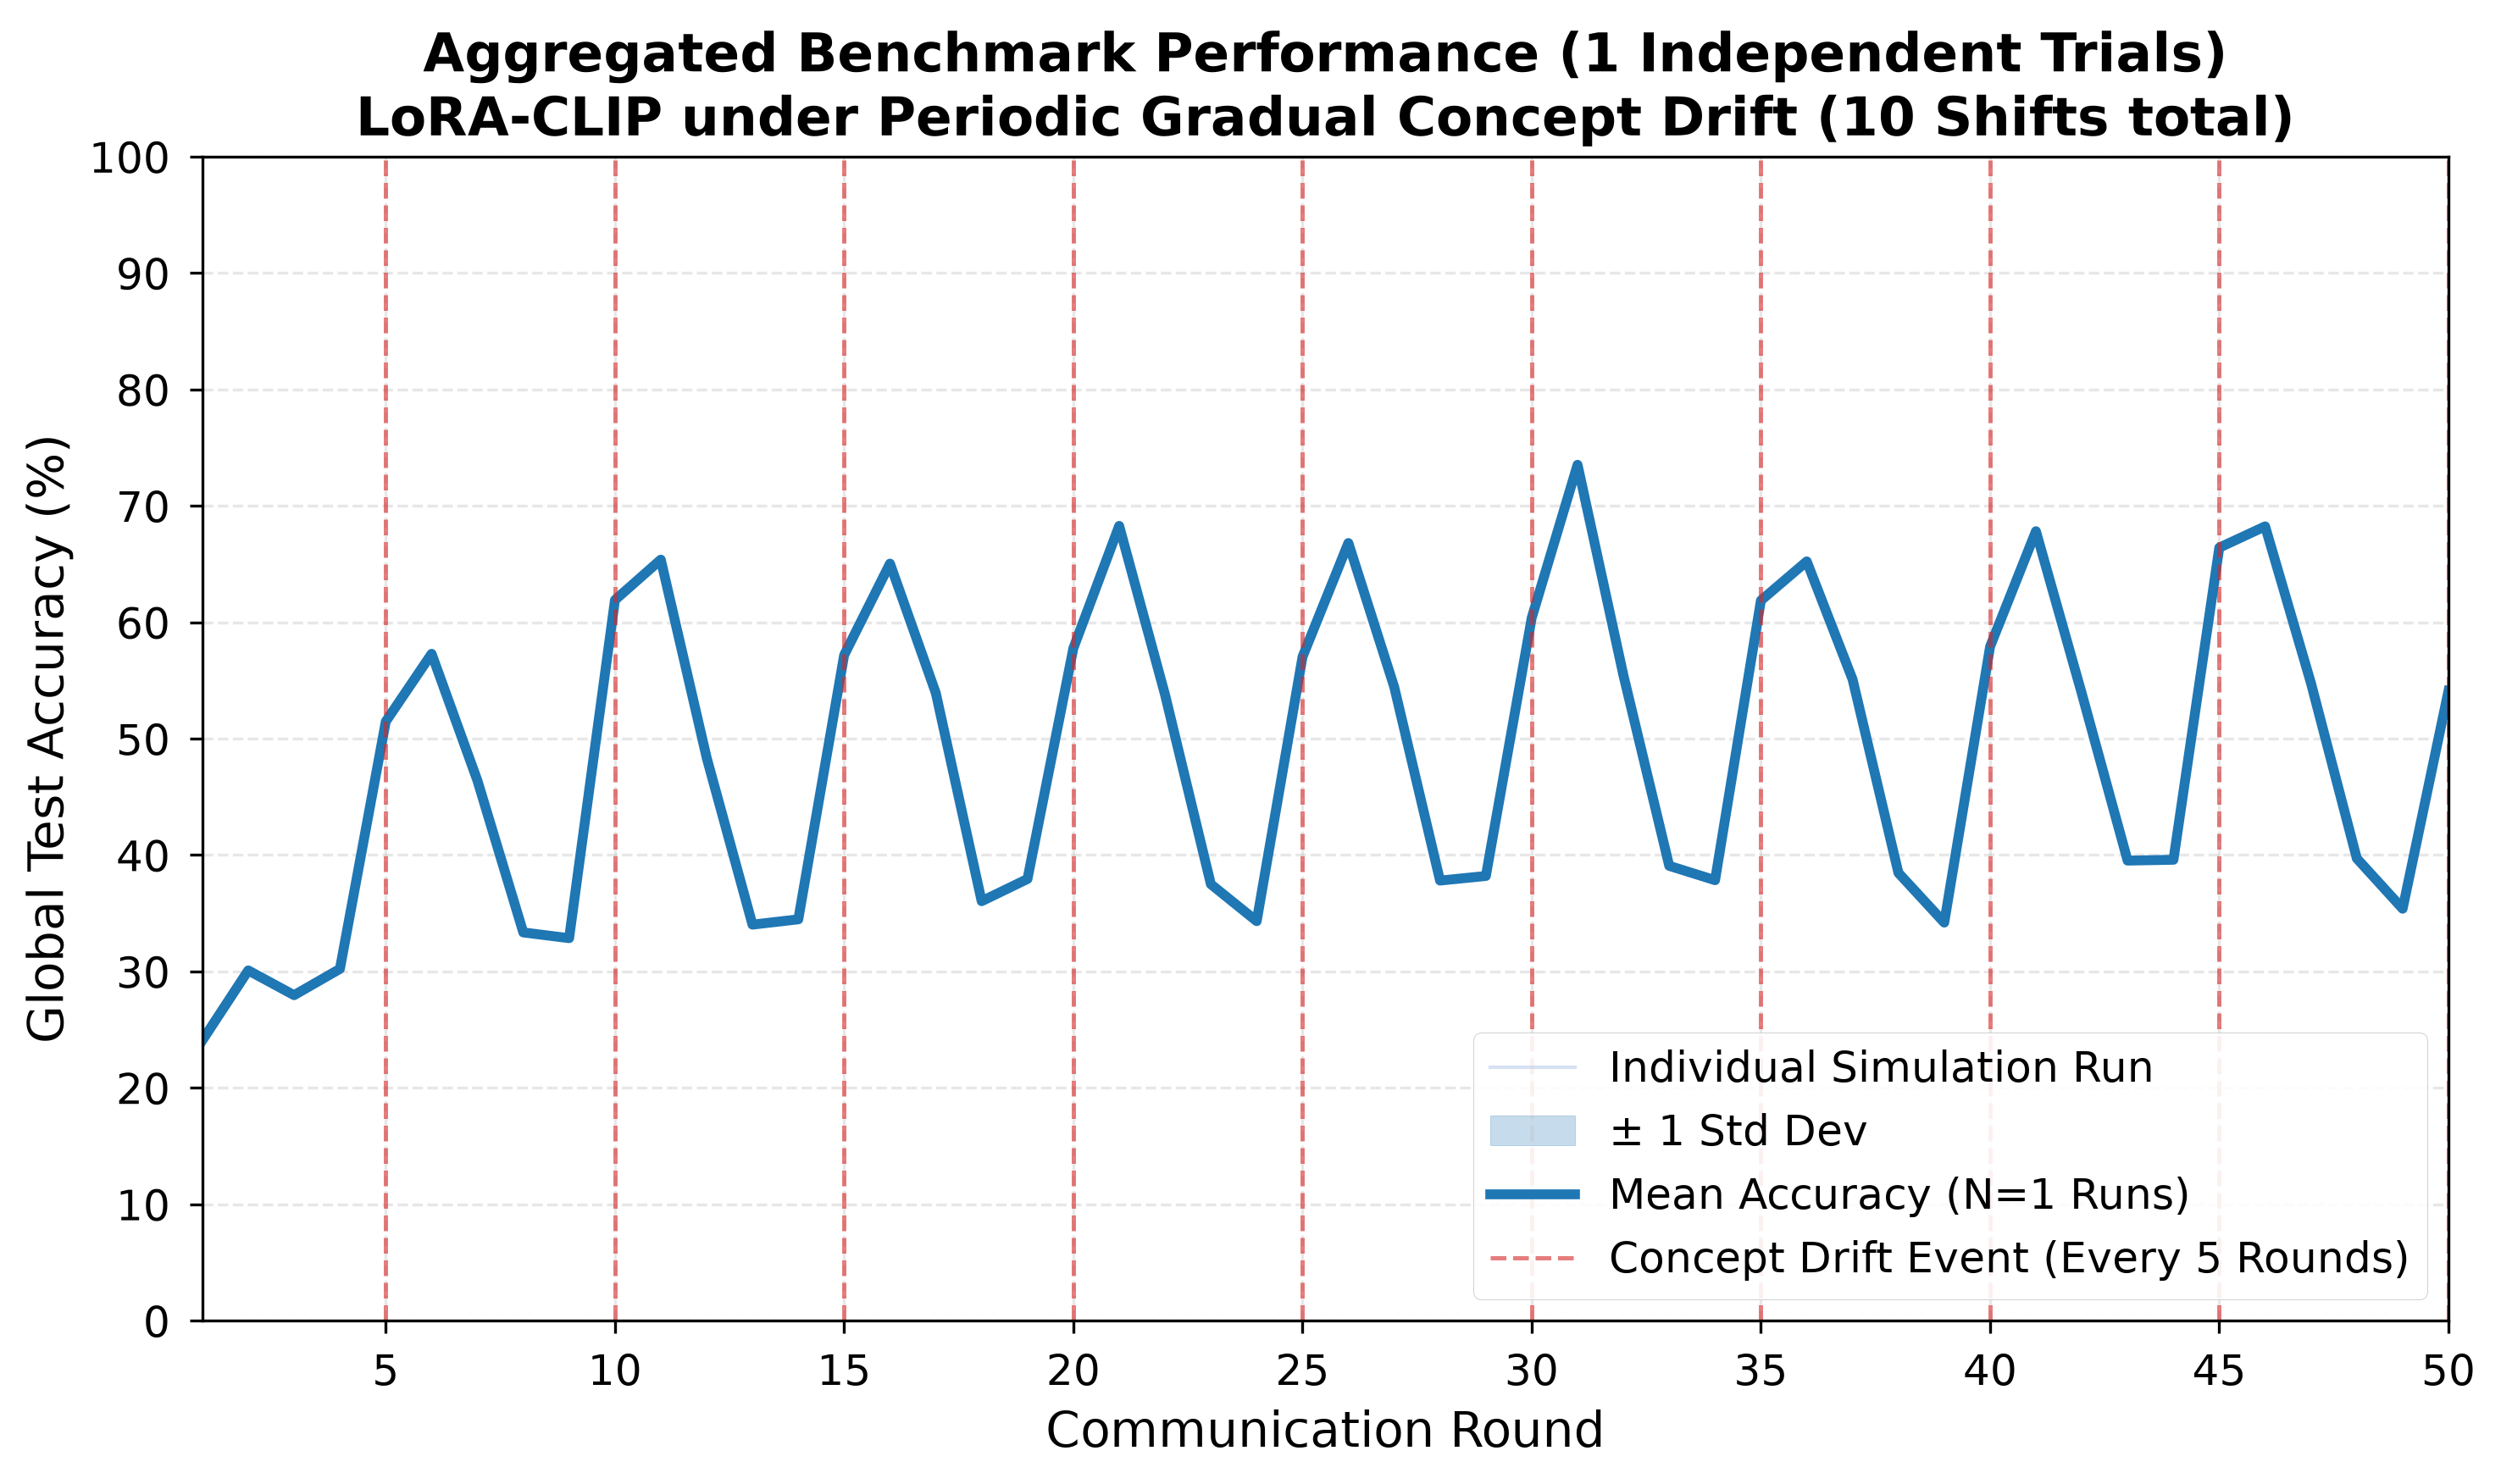 Aggregated Benchmark Performance (1 Independent Trials)
LoRA-CLIP under Periodic Gradual Concept Drift (10 Shifts total)
Global Test Accuracy (%)
100
90
80
70
60
50
40
30
20
10
0
Individual Simulation Run
± 1 Std Dev
Mean Accuracy (N=1 Runs)
Concept Drift Event (Every 5 Rounds)
5 10 15 20 25 30 35 40 45 50
Communication Round